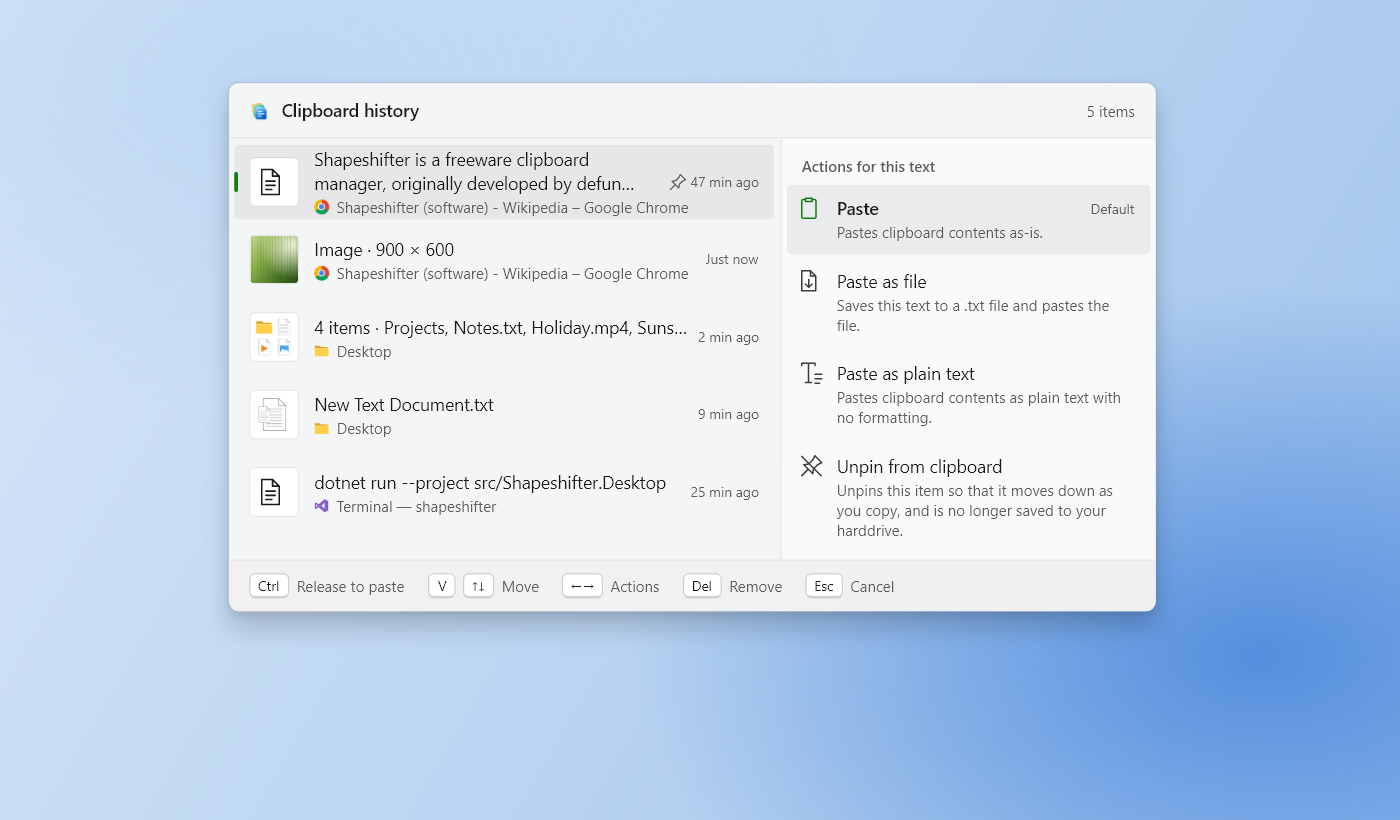 Clipboard history
5 items
Shapeshifter is a freeware clipboard
manager, originally developed by defun...
47 min ago
Shapeshifter (software) - Wikipedia – Google Chrome
Image · 900 × 600
Shapeshifter (software) - Wikipedia – Google Chrome
Just now
4 items · Projects, Notes.txt, Holiday.mp4, Suns...
Desktop
2 min ago
New Text Document.txt
Desktop
9 min ago
dotnet run --project src/Shapeshifter.Desktop
Terminal — shapeshifter
25 min ago
Actions for this text
Paste
Default
Pastes clipboard contents as-is.
Paste as file
Saves this text to a .txt file and pastes the
file.
Paste as plain text
Pastes clipboard contents as plain text with
no formatting.
Unpin from clipboard
Unpins this item so that it moves down as
you copy, and is no longer saved to your
harddrive.
Ctrl Release to paste V ↑↓ Move ←→ Actions Del Remove Esc Cancel